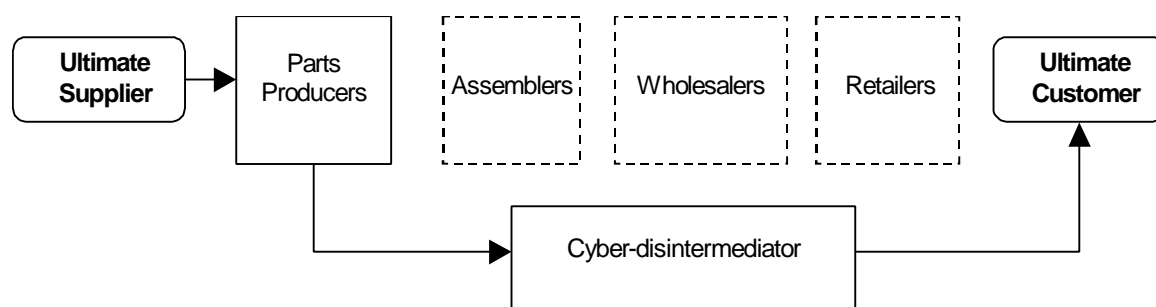 Ultimate
Supplier
Parts
Producers
Assemblers
Wholesalers
Retailers
Ultimate
Customer
Cyber-disintermediator